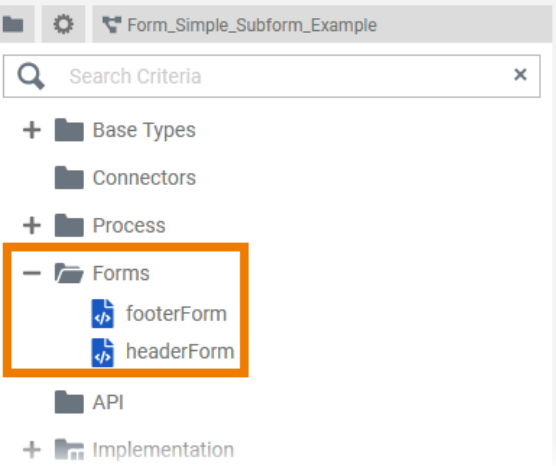 Form_Simple_Subform_Example
Search Criteria
Base Types
Connectors
Process
Forms
footerForm
headerForm
API
Implementation